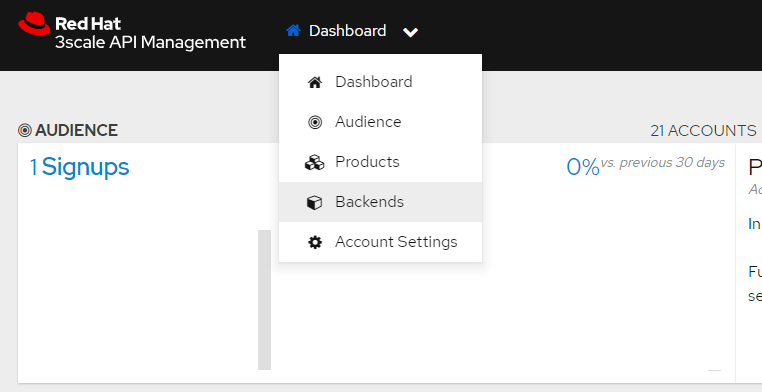 Red Hat
3scale API Management
Dashboard
Dashboard
Audience
Products
Backends
Account Settings
AUDIENCE
21 ACCOUNTS
1 Signups
0% vs. previous 30 days
P
In